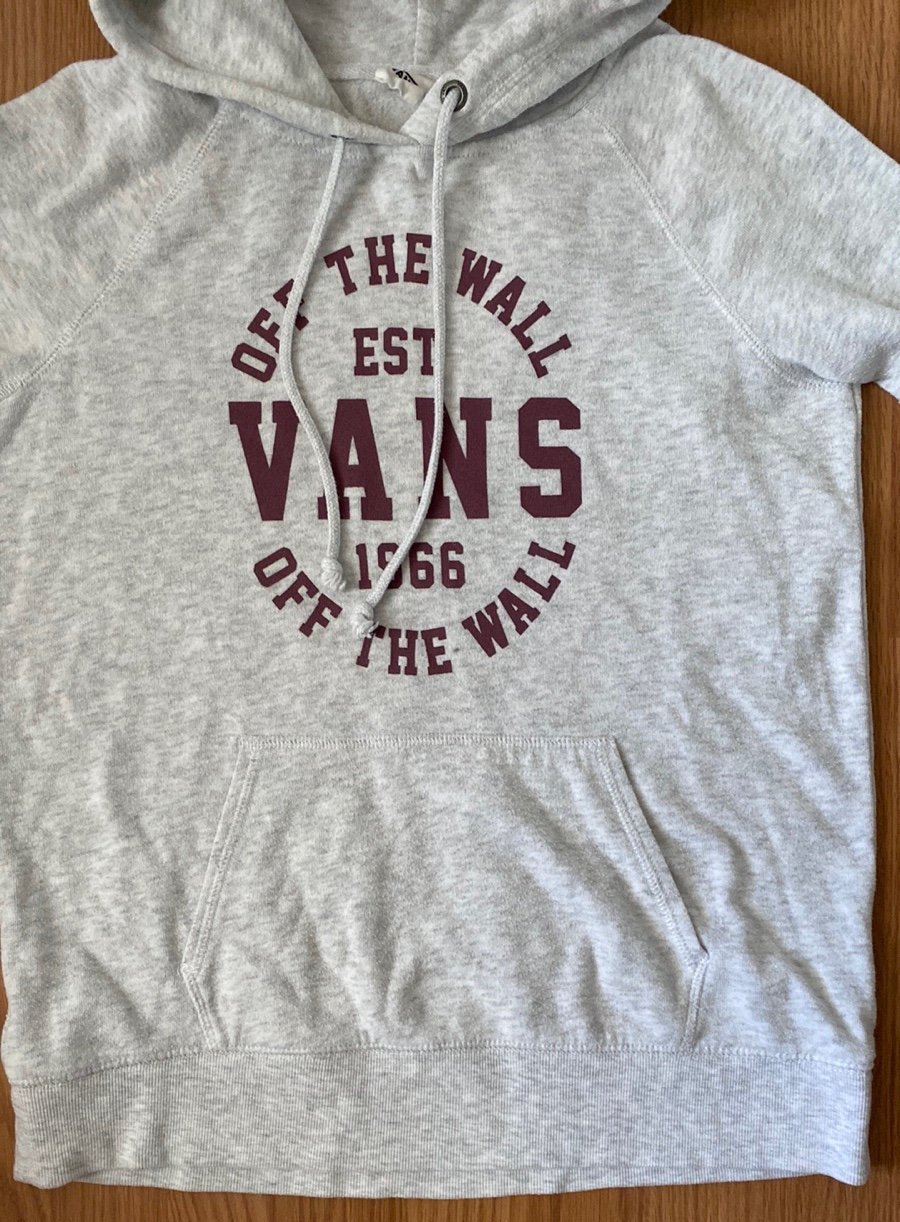 OFF THE WALL
EST
VANS
1966
OFF THE WALL